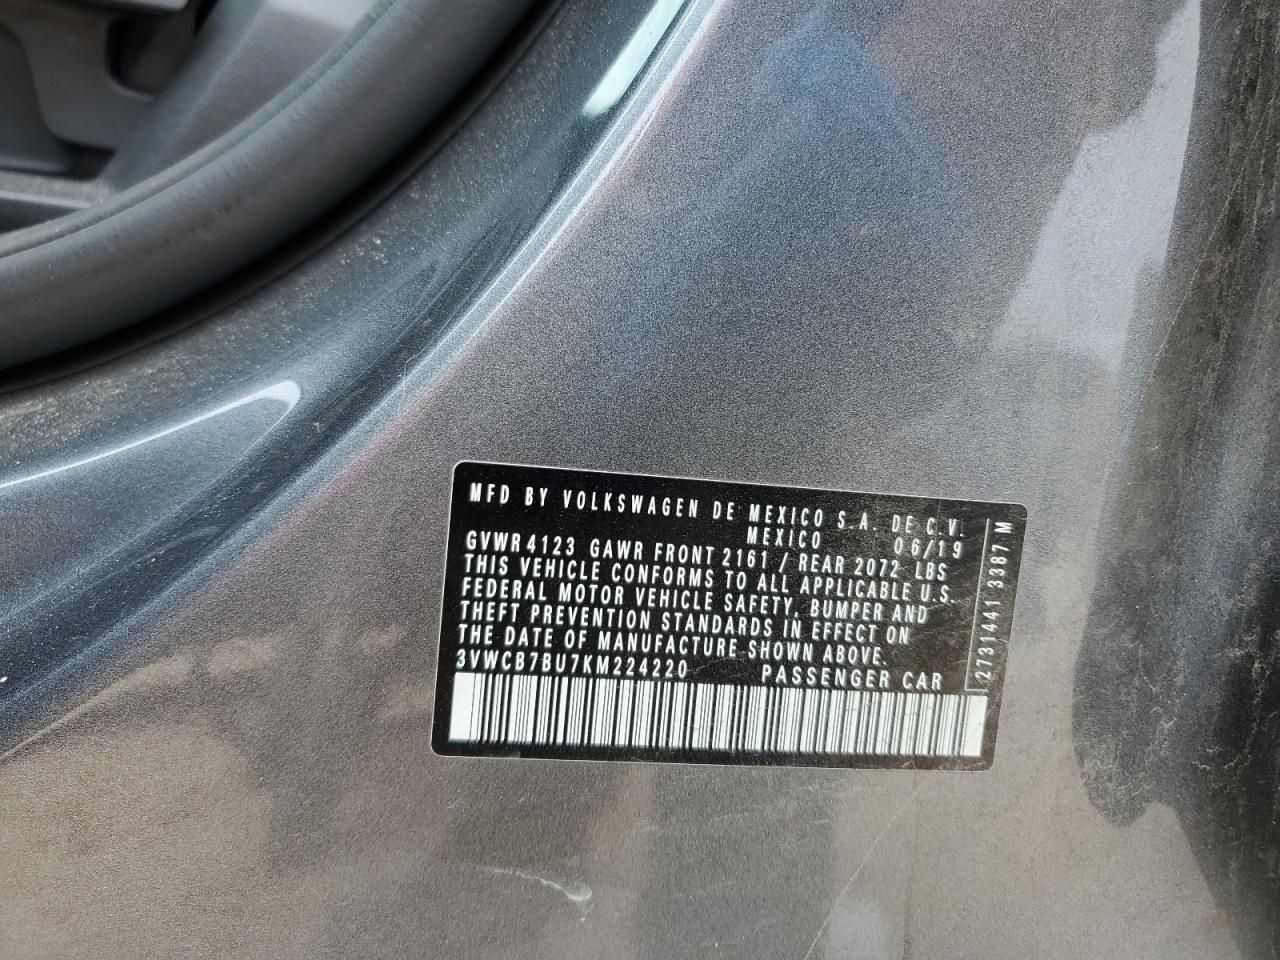 MFD BY VOLKSWAGEN DE MEXICO S.A. DE C.V.
MEXICO 06/19
GVWR 4123 GAWR FRONT 2161 / REAR 2072 LBS
THIS VEHICLE CONFORMS TO ALL APPLICABLE U.S.
FEDERAL MOTOR VEHICLE SAFETY, BUMPER AND
THEFT PREVENTION STANDARDS IN EFFECT ON
THE DATE OF MANUFACTURE SHOWN ABOVE.
3VWCB7BU7KM224220 PASSENGER CAR
2731441 3387 M